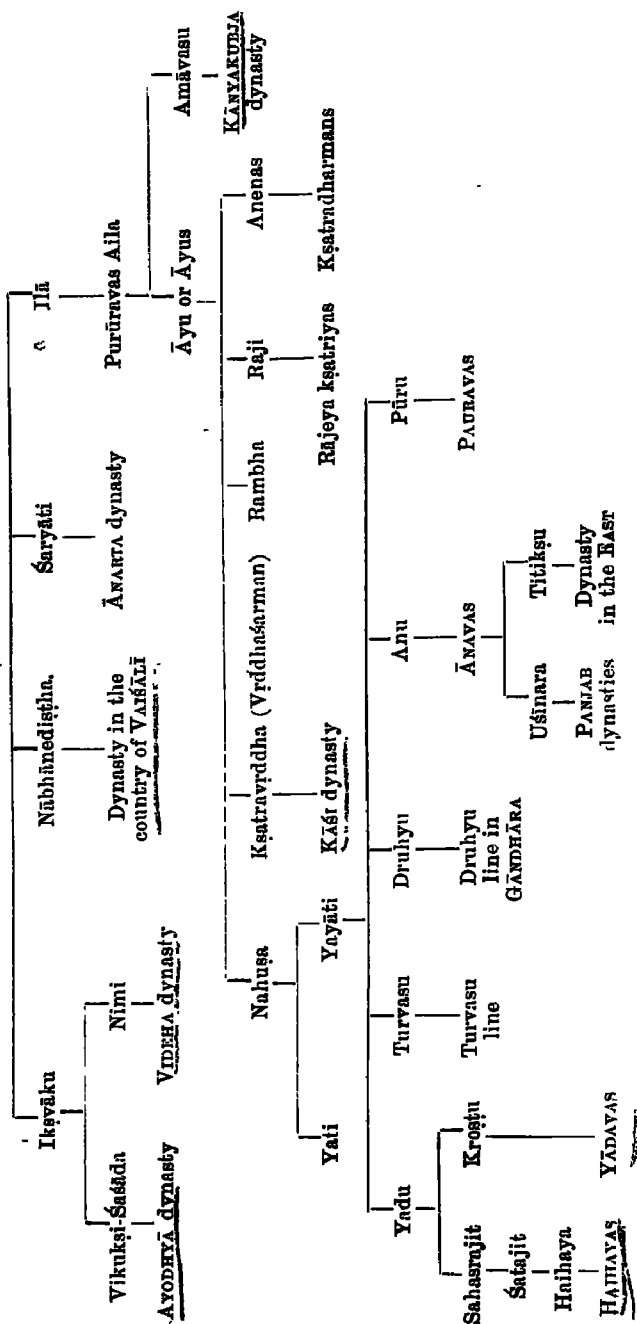 Ikṣvāku Nābhānediṣṭha. Śaryāti Ilā
Vikukṣi-Śaśāda Nimi Dynasty in the ĀNARTA dynasty Purūravas Aila
country of VAIŚĀLĪ
AYODHYĀ dynasty VIDEHA dynasty Āyu or Āyus Amāvasu
KĀNYAKUBJA
dynasty
Nahuṣa Kṣatravṛddha (Vṛddhaśarman) Rambha Raji Anenas
Yati Yayāti KĀŚI dynasty Rājeya kṣatriyas Kṣatradharmans
Yadu Turvasu Druhyu Anu Pūru
Sahasrajit Kroṣṭu Turvasu Druhyu ĀNAVAS PAURAVAS
line line in
GĀNDHĀRA
Śatajit Uśīnara Titikṣu
Haihaya PANJAB Dynasty
dynasties in the EAST
HAIHAYAS YĀDAVAS